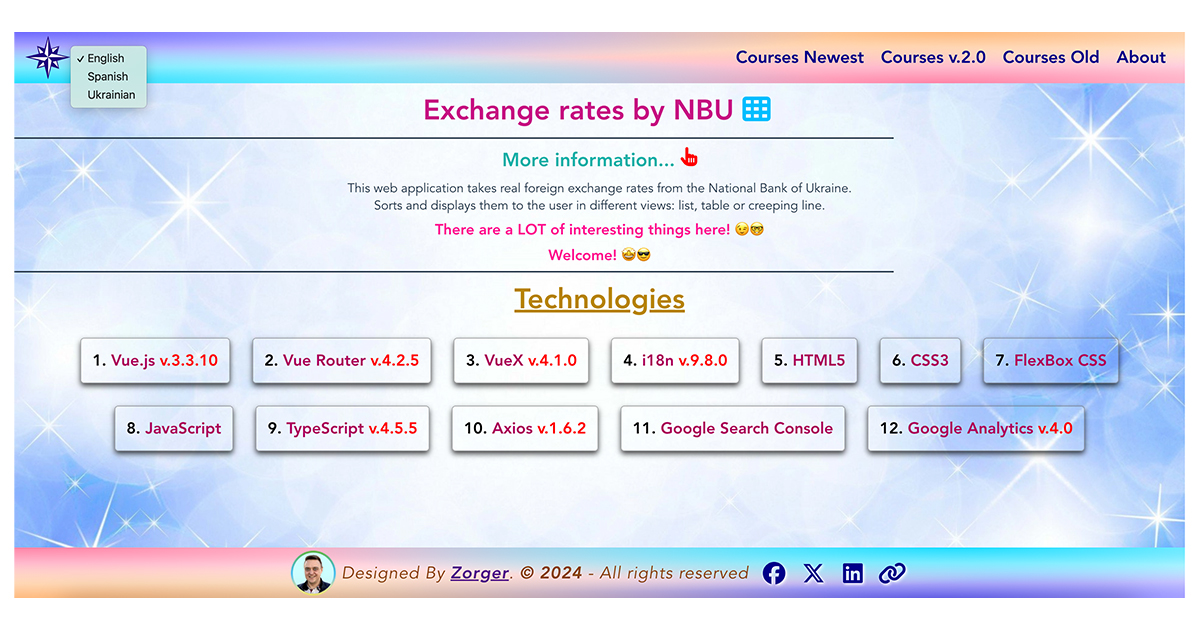 ✓ English
Spanish
Ukrainian
Courses Newest Courses v.2.0 Courses Old About
Exchange rates by NBU
More information...
This web application takes real foreign exchange rates from the National Bank of Ukraine.
Sorts and displays them to the user in different views: list, table or creeping line.
There are a LOT of interesting things here! 😉🤓
Welcome! 🤩😎
Technologies
1. Vue.js v.3.3.10 2. Vue Router v.4.2.5 3. VueX v.4.1.0 4. i18n v.9.8.0 5. HTML5 6. CSS3 7. FlexBox CSS
8. JavaScript 9. TypeScript v.4.5.5 10. Axios v.1.6.2 11. Google Search Console 12. Google Analytics v.4.0
Designed By Zorger. © 2024 - All rights reserved